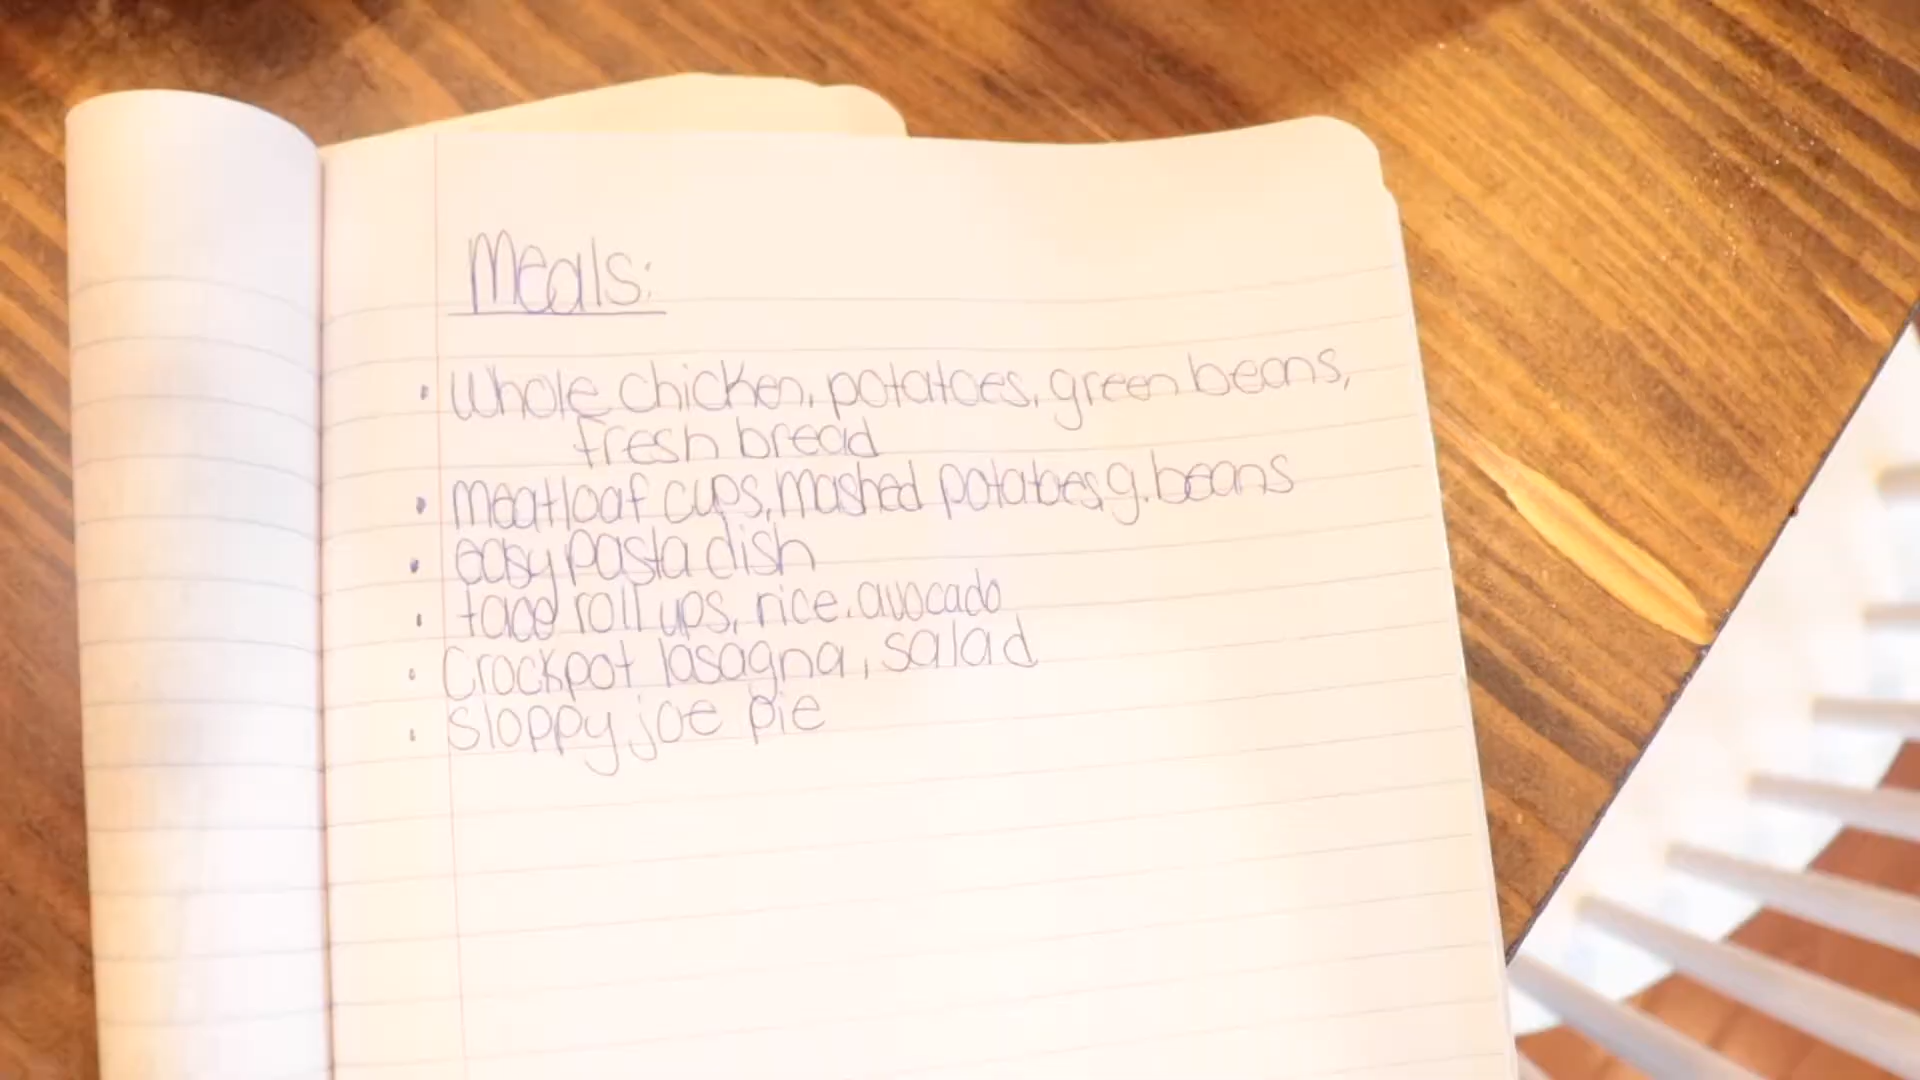 Meals:
• Whole chicken, potatoes, green beans,
fresh bread
• meatloaf cups, mashed potatoes, g. beans
• easy pasta dish
• taco roll ups, rice, avocado
• Crockpot lasagna, salad
• Sloppy joe pie